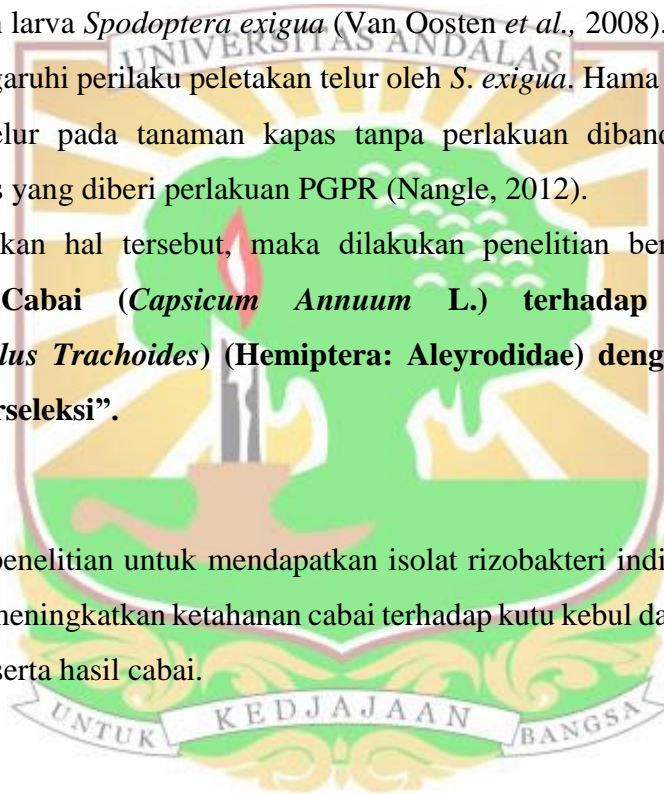 larva Spodoptera exigua (Van Oosten et al., 2008).
UNIVERSITAS ANDALAS
garuhi perilaku peletakan telur oleh S. exigua. Hama
elur pada tanaman kapas tanpa perlakuan diband
s yang diberi perlakuan PGPR (Nangle, 2012).
kan hal tersebut, maka dilakukan penelitian ber
Cabai (Capsicum Annuum L.) terhadap
lus Trachoides) (Hemiptera: Aleyrodidae) deng
rseleksi”.
penelitian untuk mendapatkan isolat rizobakteri indi
meningkatkan ketahanan cabai terhadap kutu kebul da
serta hasil cabai.
UNTUK KEDJAJAAN BANGSA